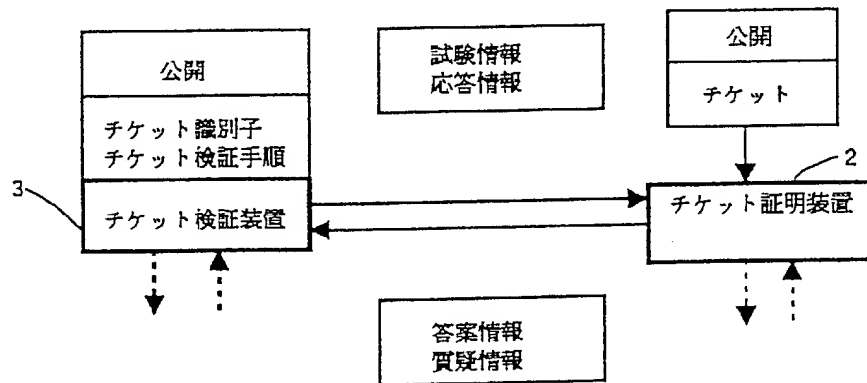 公開
チケット識別子
チケット検証手順
3
チケット検証装置
試験情報
応答情報
公開
チケット
2
チケット証明装置
答案情報
質疑情報